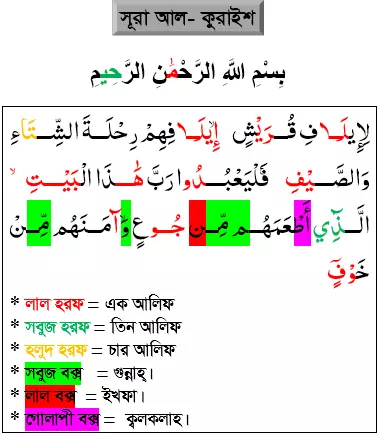 সূরা আল- কুরাইশ
بِسْمِ اللَّهِ الرَّحْمَٰنِ الرَّحِيمِ
لِإِيلَافِ قُرَيْشٍ إِيلَافِهِمْ رِحْلَةَ الشِّتَاءِ
وَالصَّيْفِ فَلْيَعْبُدُوا رَبَّ هَٰذَا الْبَيْتِ ۙ
الَّذِي أَطْعَمَهُم مِّن جُوعٍ وَآمَنَهُم مِّنْ
خَوْفٍ
* লাল হরফ = এক আলিফ
* সবুজ হরফ = তিন আলিফ
* হলুদ হরফ = চার আলিফ
* সবুজ বক্স = গুন্নাহ্‌।
* লাল বক্স = ইখফা।
* গোলাপী বক্স = ক্বলকলাহ।